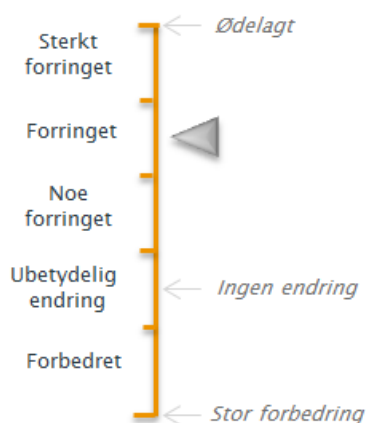 Ødelagt
Sterkt
forringet
Forringet
Noe
forringet
Ubetydelig
endring
Ingen endring
Forbedret
Stor forbedring